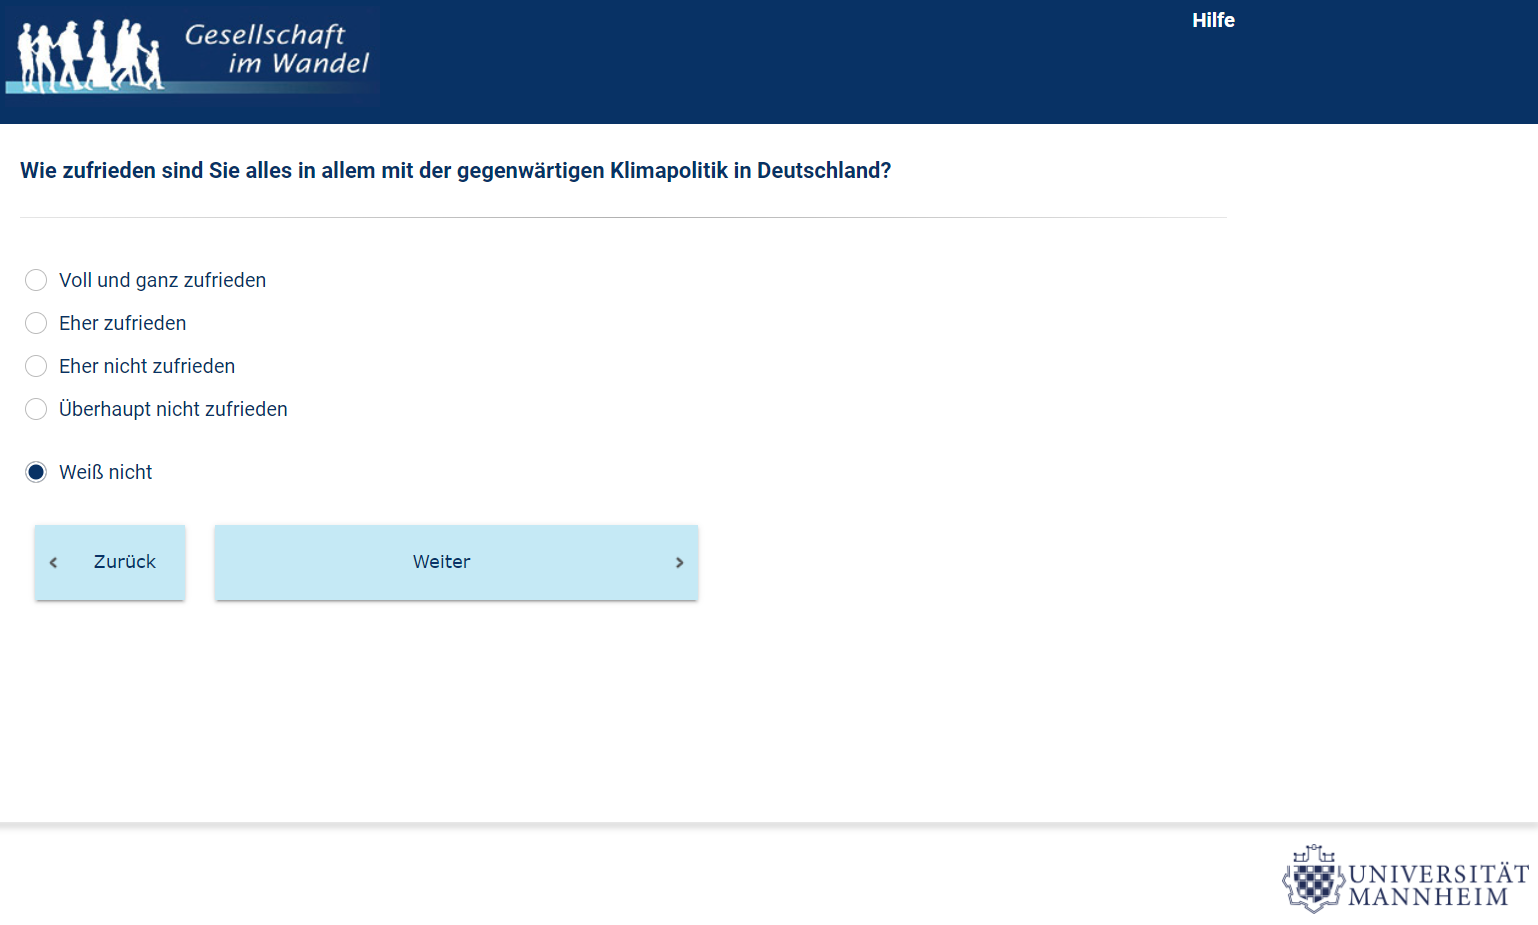 Gesellschaft
im Wandel
Hilfe
Wie zufrieden sind Sie alles in allem mit der gegenwärtigen Klimapolitik in Deutschland?
Voll und ganz zufrieden
Eher zufrieden
Eher nicht zufrieden
Überhaupt nicht zufrieden
Weiß nicht
Zurück
Weiter
UNIVERSITÄT
MANNHEIM